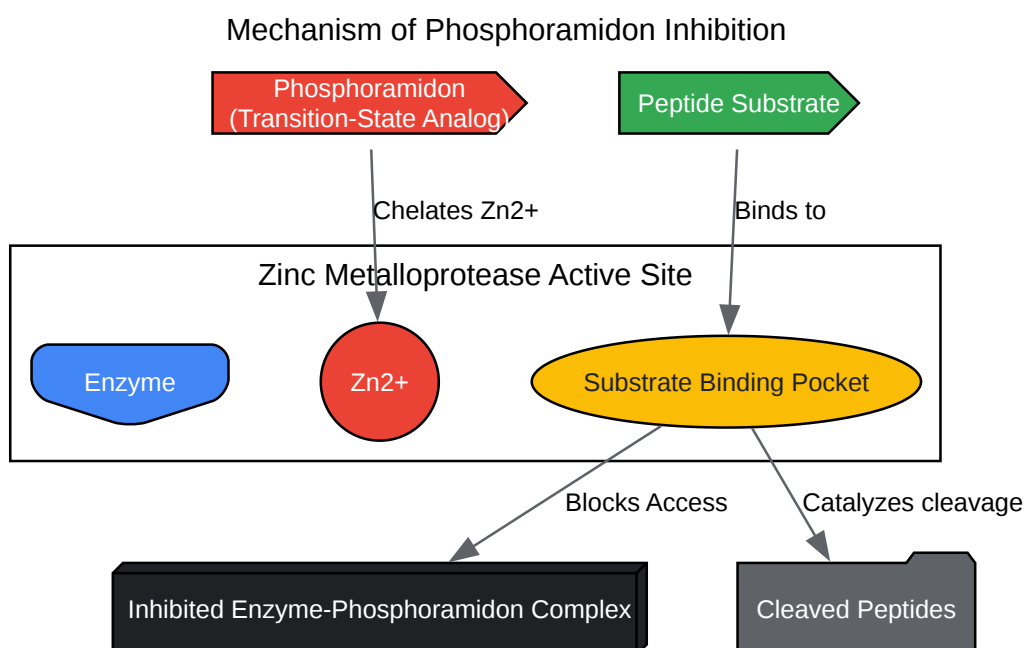 Mechanism of Phosphoramidon Inhibition
Phosphoramidon
(Transition-State Analog)
Peptide Substrate
Chelates Zn2+
Binds to
Zinc Metalloprotease Active Site
Enzyme
Zn2+
Substrate Binding Pocket
Blocks Access
Catalyzes cleavage
Inhibited Enzyme-Phosphoramidon Complex
Cleaved Peptides